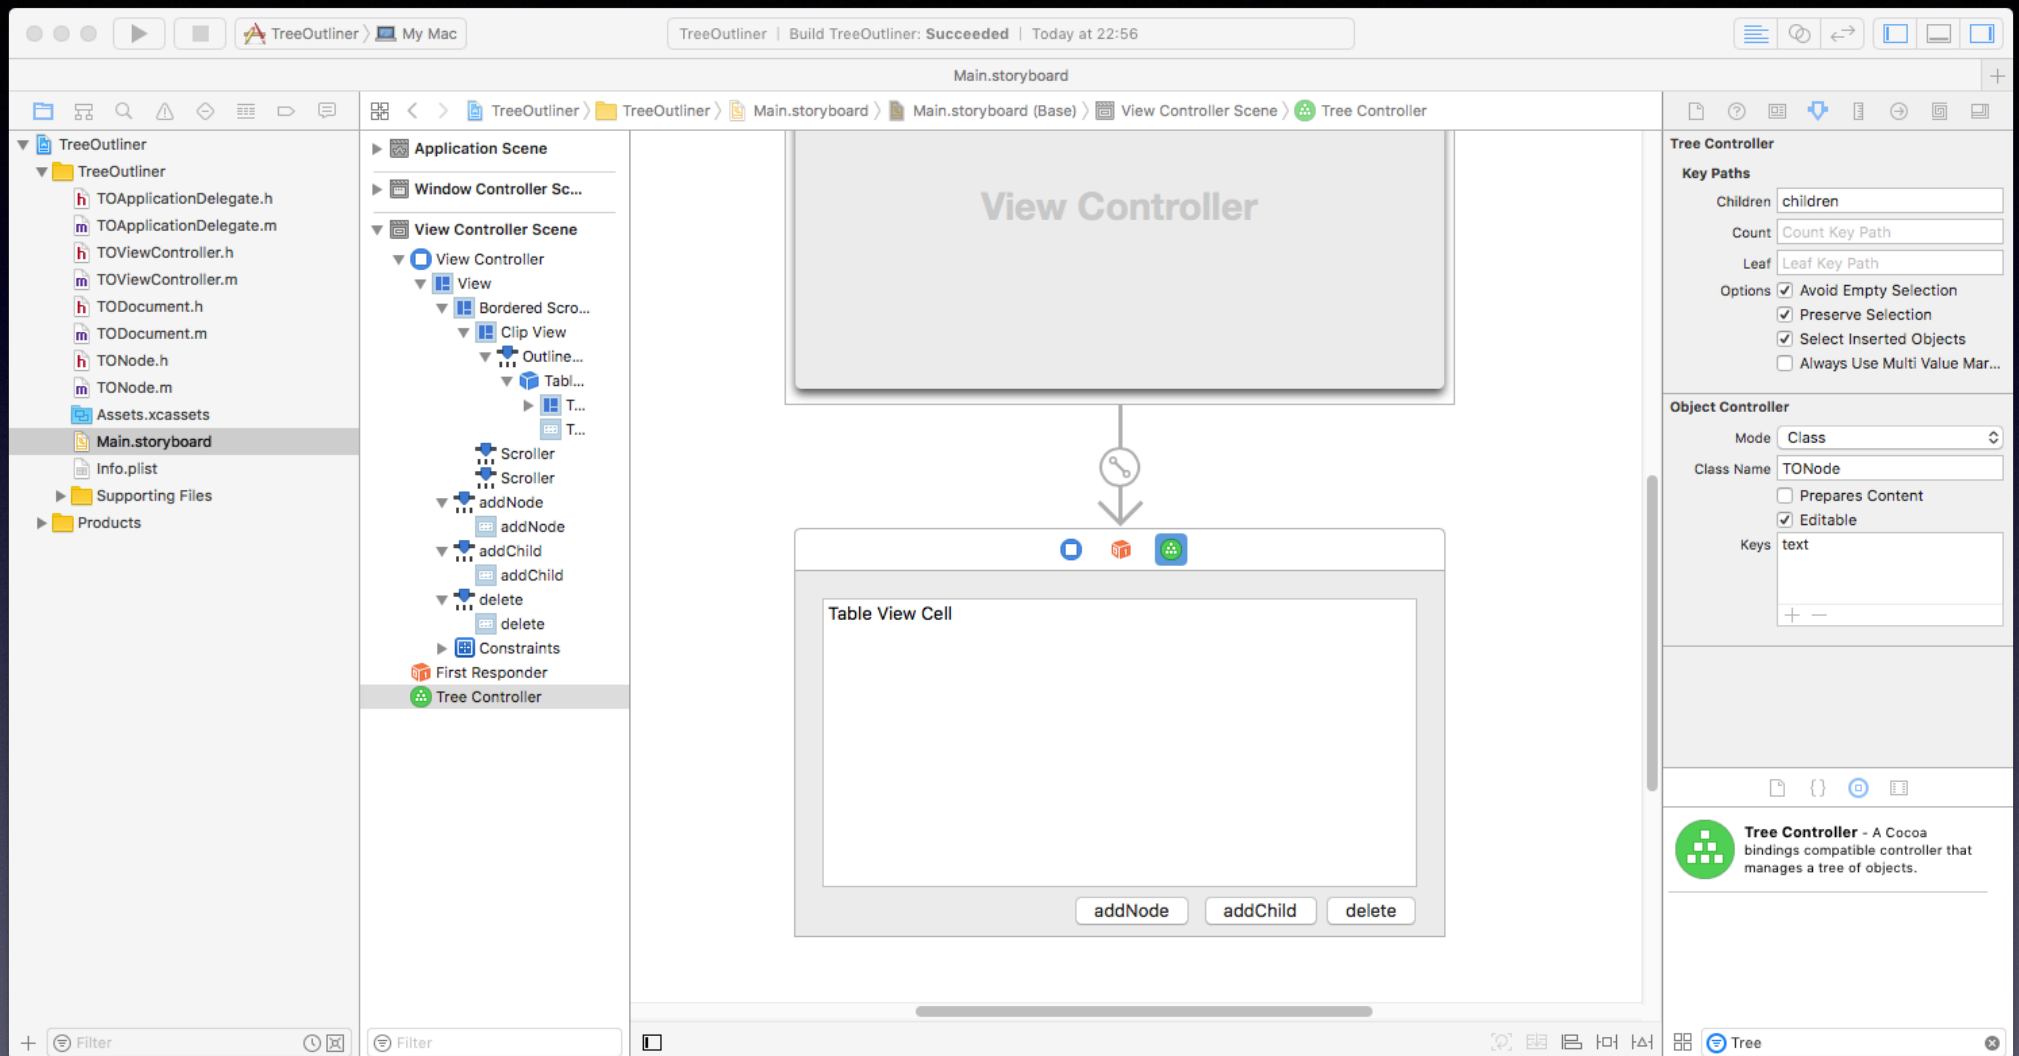 TreeOutliner
My Mac
TreeOutliner | Build TreeOutliner: Succeeded | Today at 22:56
Main.storyboard
TreeOutliner
TreeOutliner
TOApplicationDelegate.h
TOApplicationDelegate.m
TOViewController.h
TOViewController.m
TODocument.h
TODocument.m
TONode.h
TONode.m
Assets.xcassets
Main.storyboard
Info.plist
Supporting Files
Products
Filter
TreeOutliner
TreeOutliner
Main.storyboard
Main.storyboard (Base)
View Controller Scene
Tree Controller
Application Scene
Window Controller Sc...
View Controller Scene
View Controller
View
Bordered Scro...
Clip View
Outline...
Tabl...
T...
T...
Scroller
Scroller
addNode
addNode
addChild
addChild
delete
delete
Constraints
First Responder
Tree Controller
Filter
View Controller
Table View Cell
addNode
addChild
delete
Tree Controller
Key Paths
Children children
Count Count Key Path
Leaf Leaf Key Path
Options Avoid Empty Selection
Preserve Selection
Select Inserted Objects
Always Use Multi Value Mar...
Object Controller
Mode Class
Class Name TONode
Prepares Content
Editable
Keys text
Tree Controller - A Cocoa
bindings compatible controller that
manages a tree of objects.
Tree